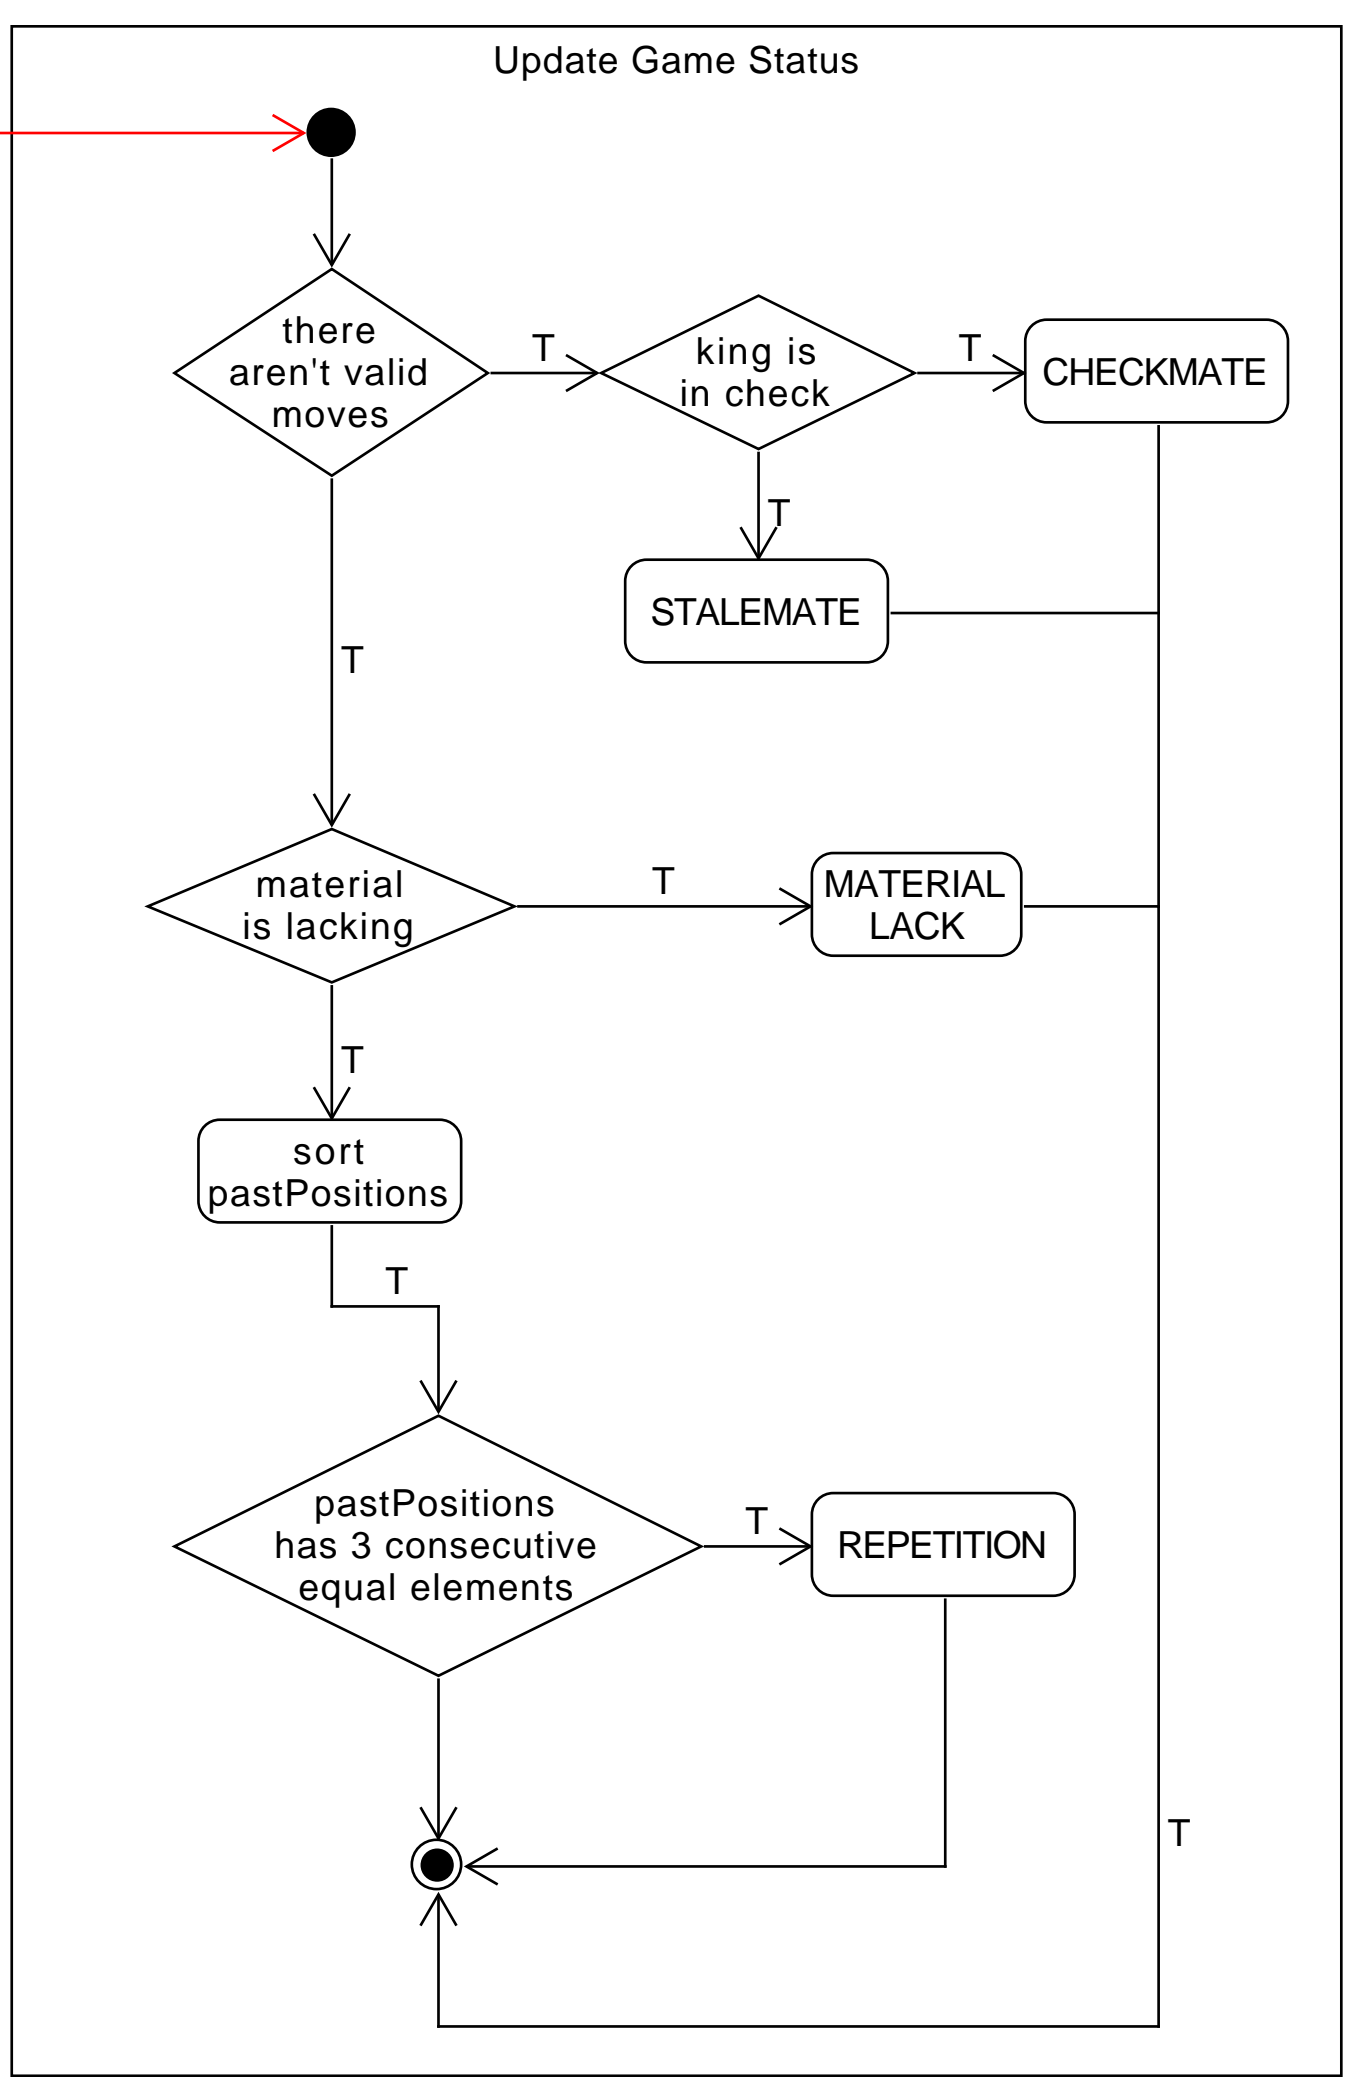 Update Game Status
there
aren't valid
moves
T
king is
in check
T
CHECKMATE
T
STALEMATE
T
material
is lacking
T
MATERIAL
LACK
T
sort
pastPositions
T
pastPositions
has 3 consecutive
equal elements
T
REPETITION
T